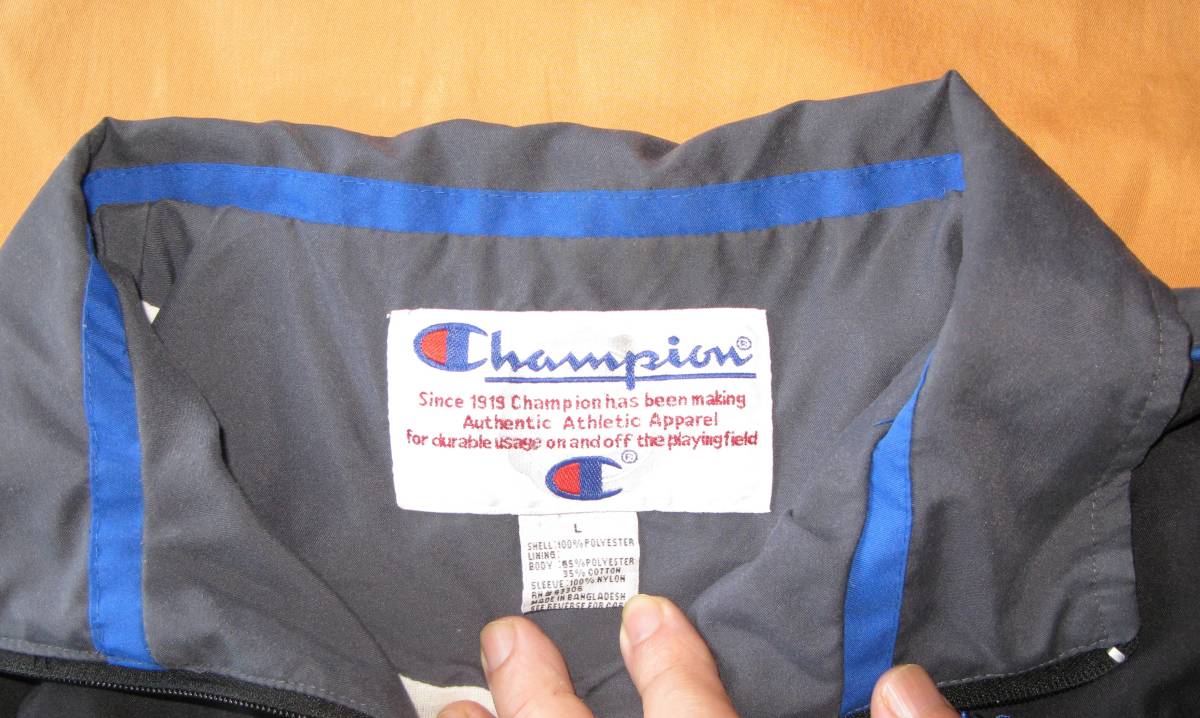 Champion®
Since 1919 Champion has been making
Authentic Athletic Apparel
for durable usage on and off the playing field
®
L
SHELL:100% POLYESTER
LINING:
BODY :65% POLYESTER
35% COTTON
SLEEVE:100% NYLON
RN# 63306
MADE IN BANGLADESH
SEE REVERSE FOR CARE